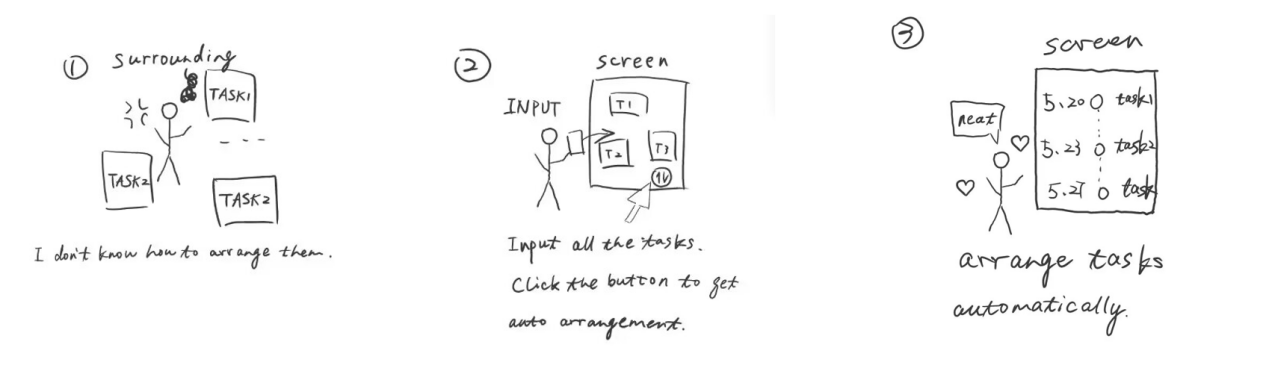 ①
surrounding
TASK1
TASK2
TASK2
I don't know how to arrange them.
②
screen
INPUT
T1
T2
T3
Input all the tasks.
Click the button to get
auto arrangement.
③
screen
neat
5.20 task1
5.23 task2
5.27 task
arrange tasks
automatically.